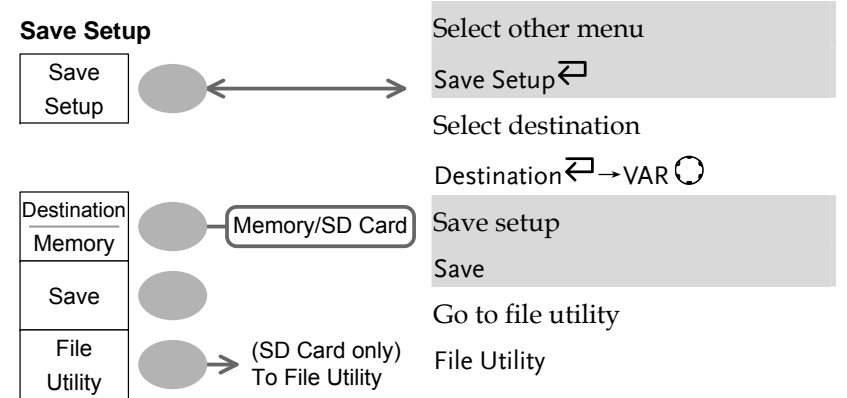 Save Setup
Save
Setup
Destination
Memory
Memory/SD Card
Save
File
Utility
(SD Card only)
To File Utility
Select other menu
Save Setup
Select destination
Destination → VAR
Save setup
Save
Go to file utility
File Utility